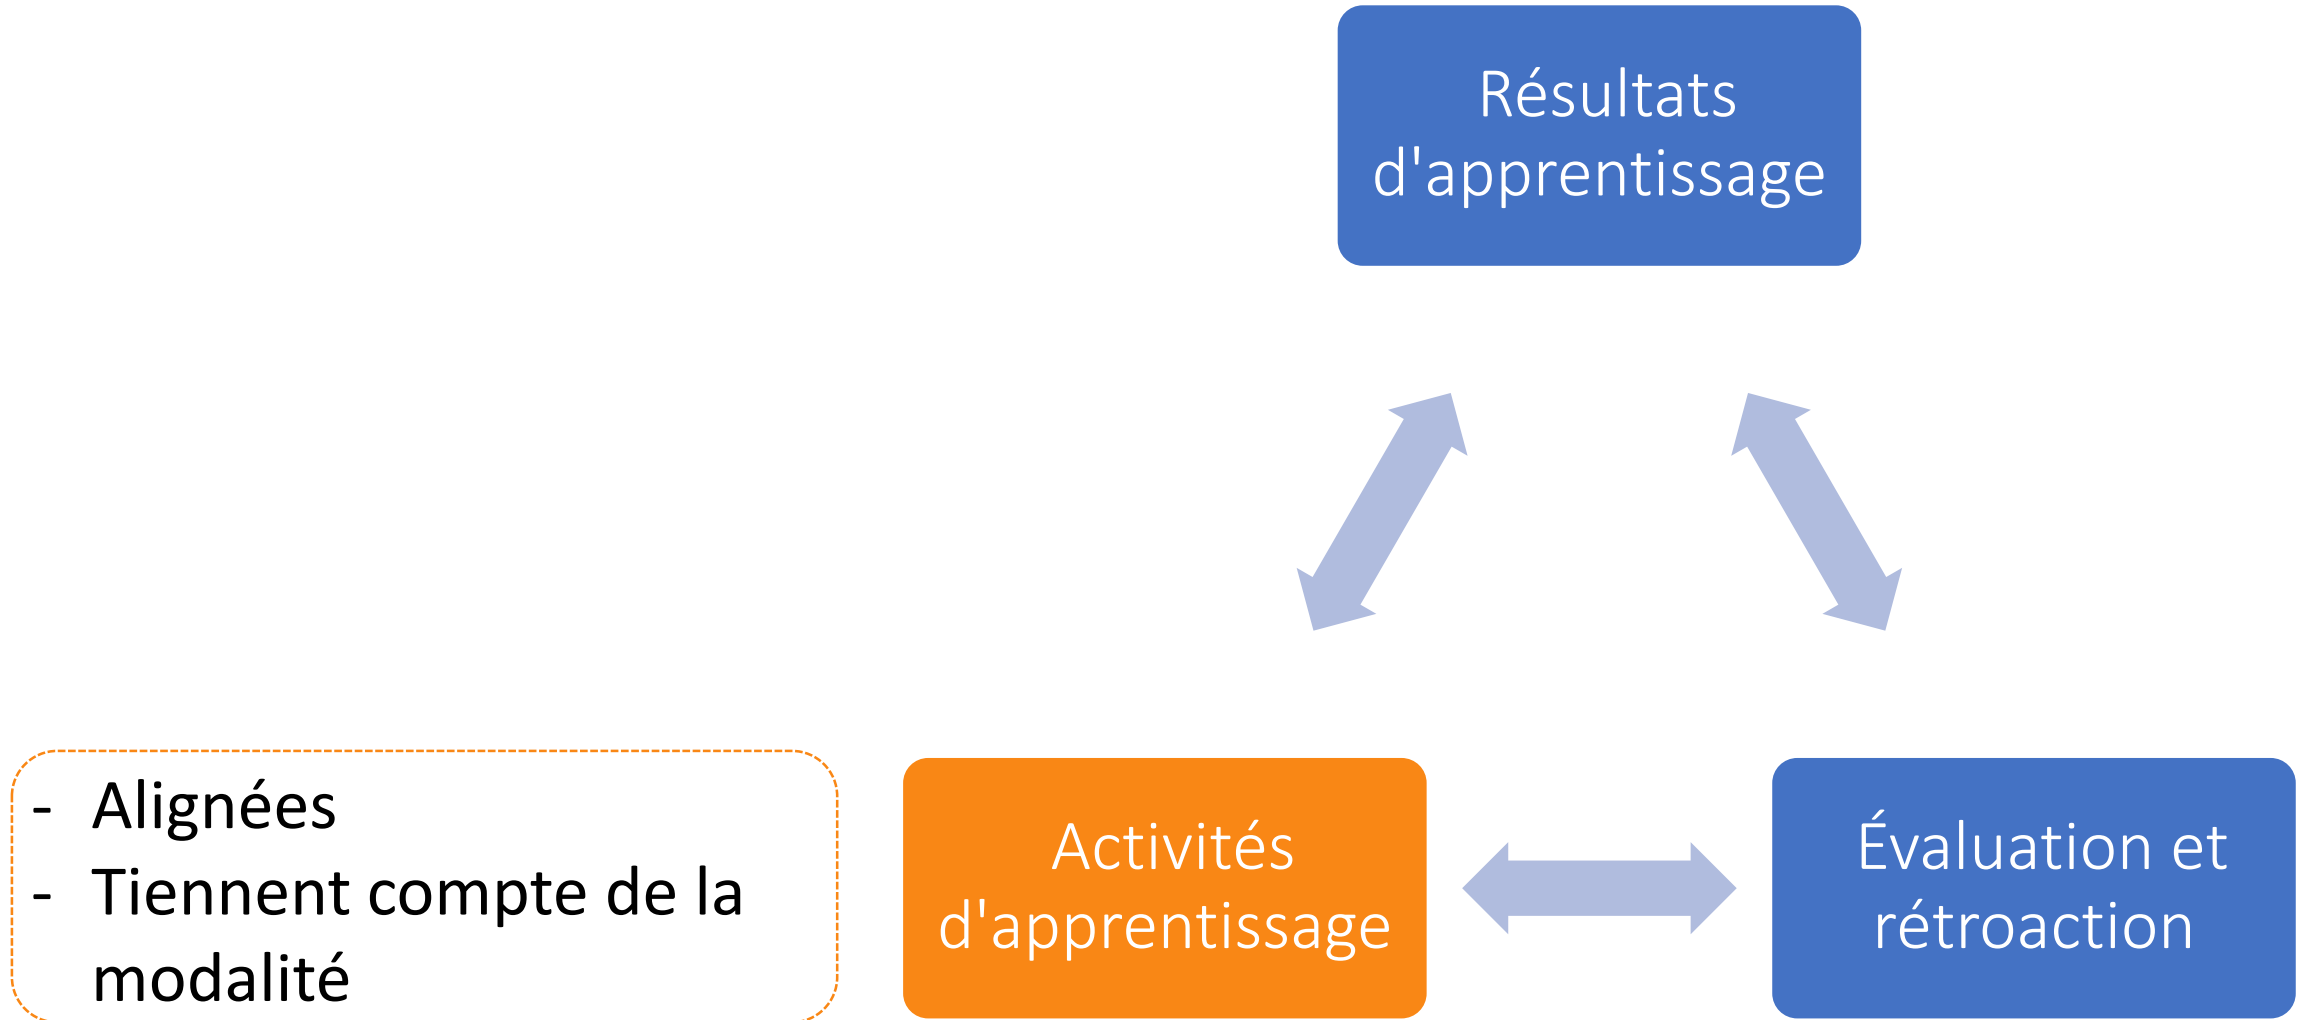 Résultats
d'apprentissage
- Alignées
- Tiennent compte de la
modalité
Activités
d'apprentissage
Évaluation et
rétroaction